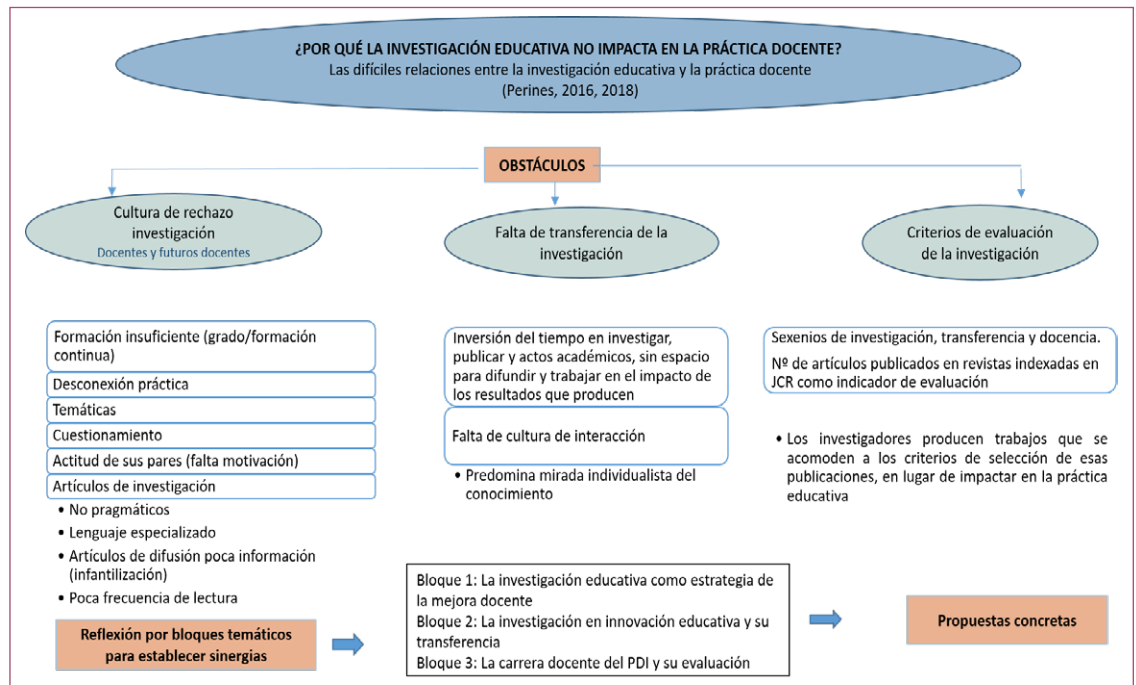 ¿POR QUÉ LA INVESTIGACIÓN EDUCATIVA NO IMPACTA EN LA PRÁCTICA DOCENTE?
Las difíciles relaciones entre la investigación educativa y la práctica docente
(Perines, 2016, 2018)
OBSTÁCULOS
Cultura de rechazo
investigación
Docentes y futuros docentes
Formación insuficiente (grado/formación
continua)
Desconexión práctica
Temáticas
Cuestionamiento
Actitud de sus pares (falta motivación)
Artículos de investigación
• No pragmáticos
• Lenguaje especializado
• Artículos de difusión poca información
(infantilización)
• Poca frecuencia de lectura
Falta de transferencia de la
investigación
Inversión del tiempo en investigar,
publicar y actos académicos, sin espacio
para difundir y trabajar en el impacto de
los resultados que producen
Falta de cultura de interacción
• Predomina mirada individualista del
conocimiento
Criterios de evaluación
de la investigación
Sexenios de investigación, transferencia y docencia.
Nº de artículos publicados en revistas indexadas en
JCR como indicador de evaluación
• Los investigadores producen trabajos que se
acomoden a los criterios de selección de esas
publicaciones, en lugar de impactar en la práctica
educativa
Reflexión por bloques temáticos
para establecer sinergias
Bloque 1: La investigación educativa como estrategia de
la mejora docente
Bloque 2: La investigación en innovación educativa y su
transferencia
Bloque 3: La carrera docente del PDI y su evaluación
Propuestas concretas